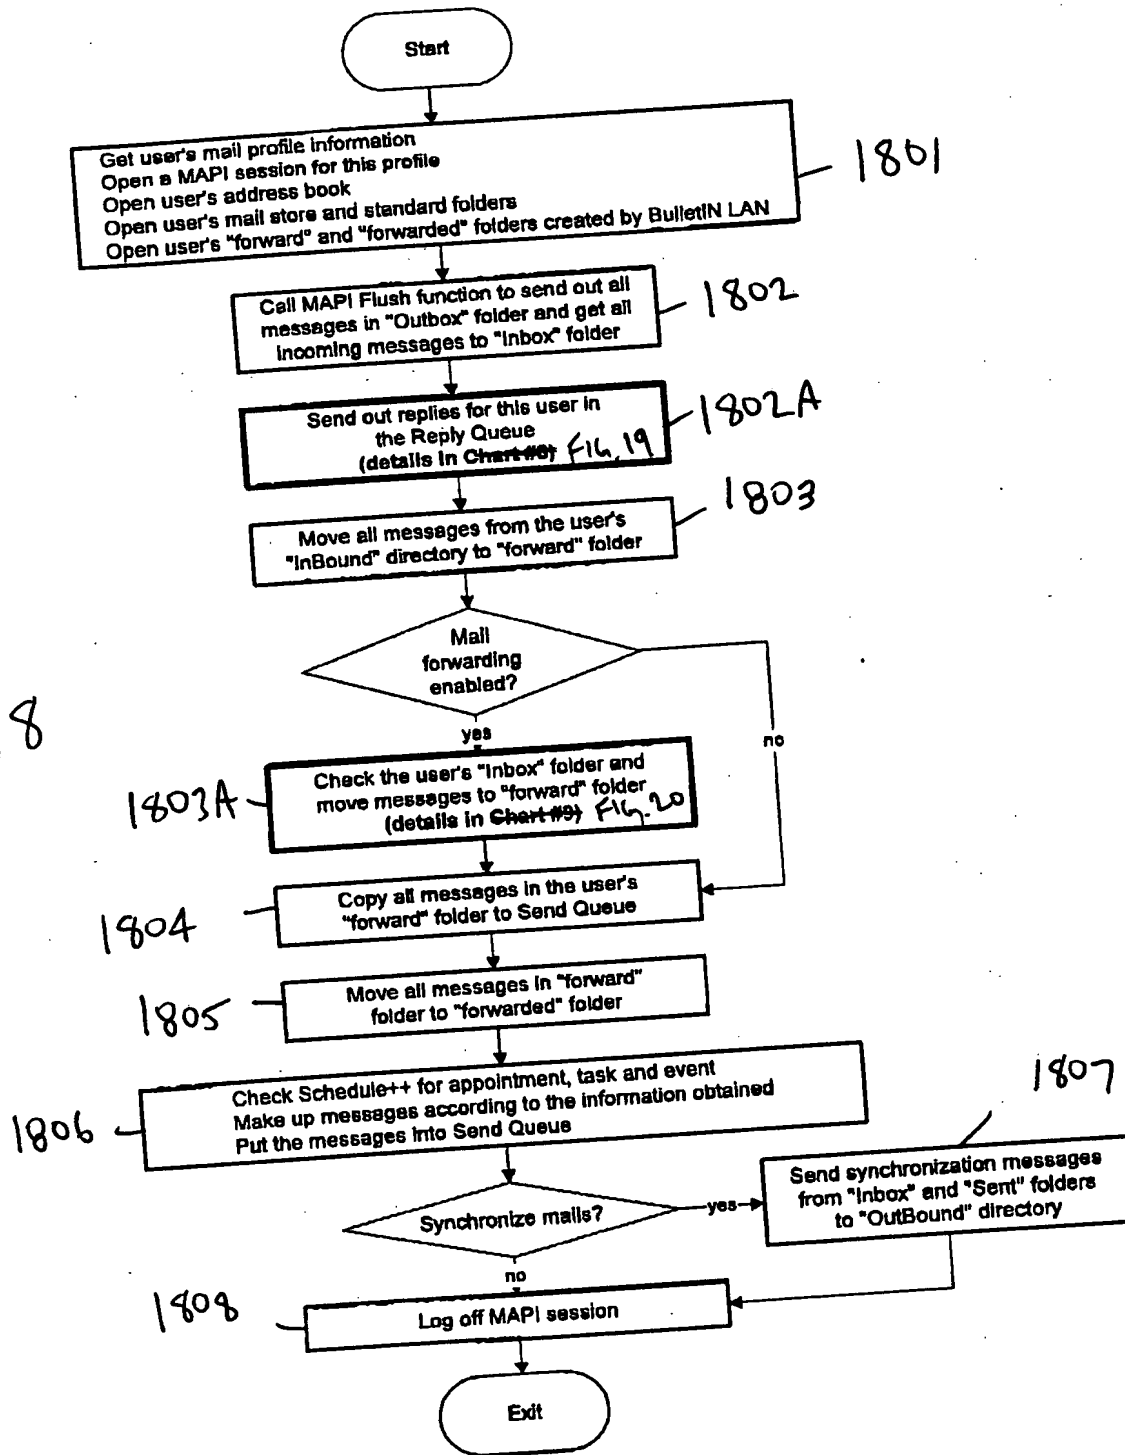 Start
Get user's mail profile information
Open a MAPI session for this profile
Open user's address book
Open user's mail store and standard folders
Open user's "forward" and "forwarded" folders created by BulletIN LAN
1801
Call MAPI Flush function to send out all
messages in "Outbox" folder and get all
incoming messages to "Inbox" folder
1802
Send out replies for this user in
the Reply Queue
(details in Chart #8) FIG. 19
1802A
Move all messages from the user's
"InBound" directory to "forward" folder
1803
Mail
forwarding
enabled?
yes
no
8
Check the user's "Inbox" folder and
move messages to "forward" folder
(details in Chart #9) FIG. 20
1803A
Copy all messages in the user's
"forward" folder to Send Queue
1804
Move all messages in "forward"
folder to "forwarded" folder
1805
Check Schedule++ for appointment, task and event
Make up messages according to the information obtained
Put the messages into Send Queue
1806
1807
Synchronize mails?
yes
Send synchronization messages
from "Inbox" and "Sent" folders
to "OutBound" directory
no
1808
Log off MAPI session
Exit